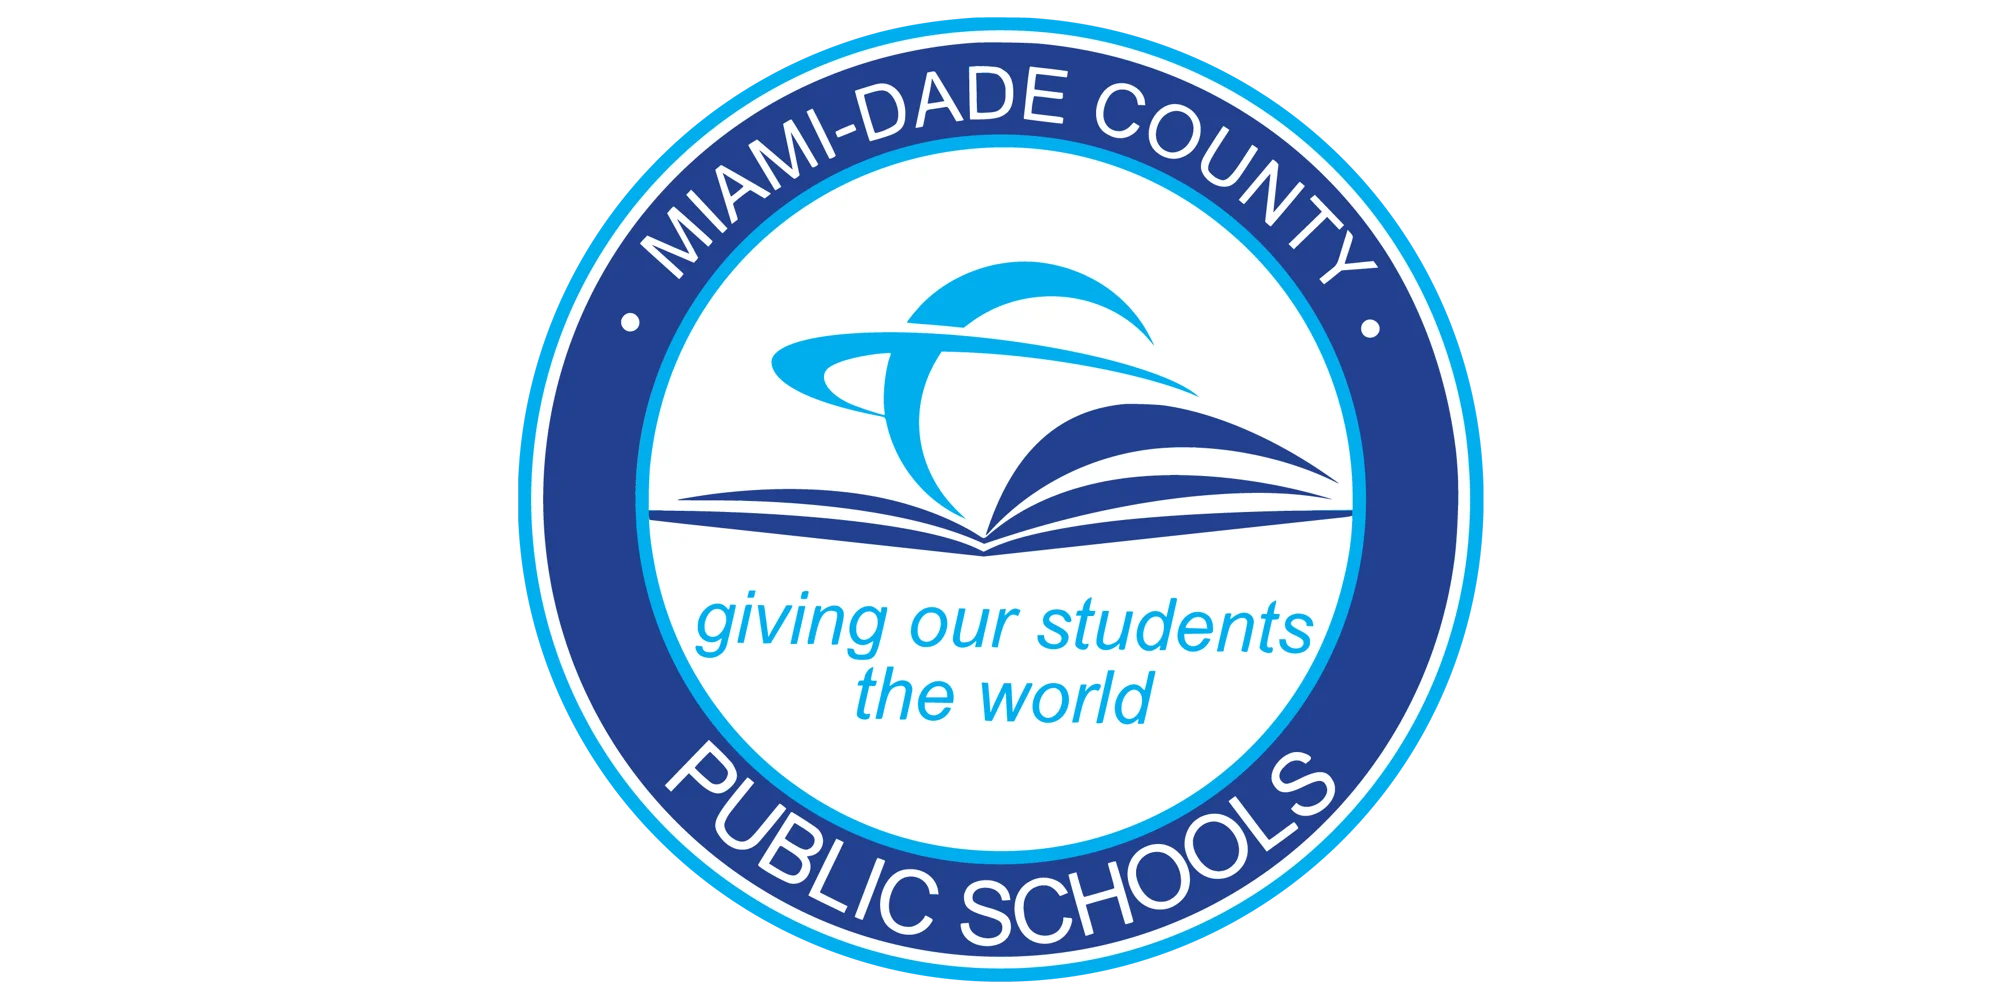 MIAMI-DADE COUNTY
giving our students
the world
PUBLIC SCHOOLS